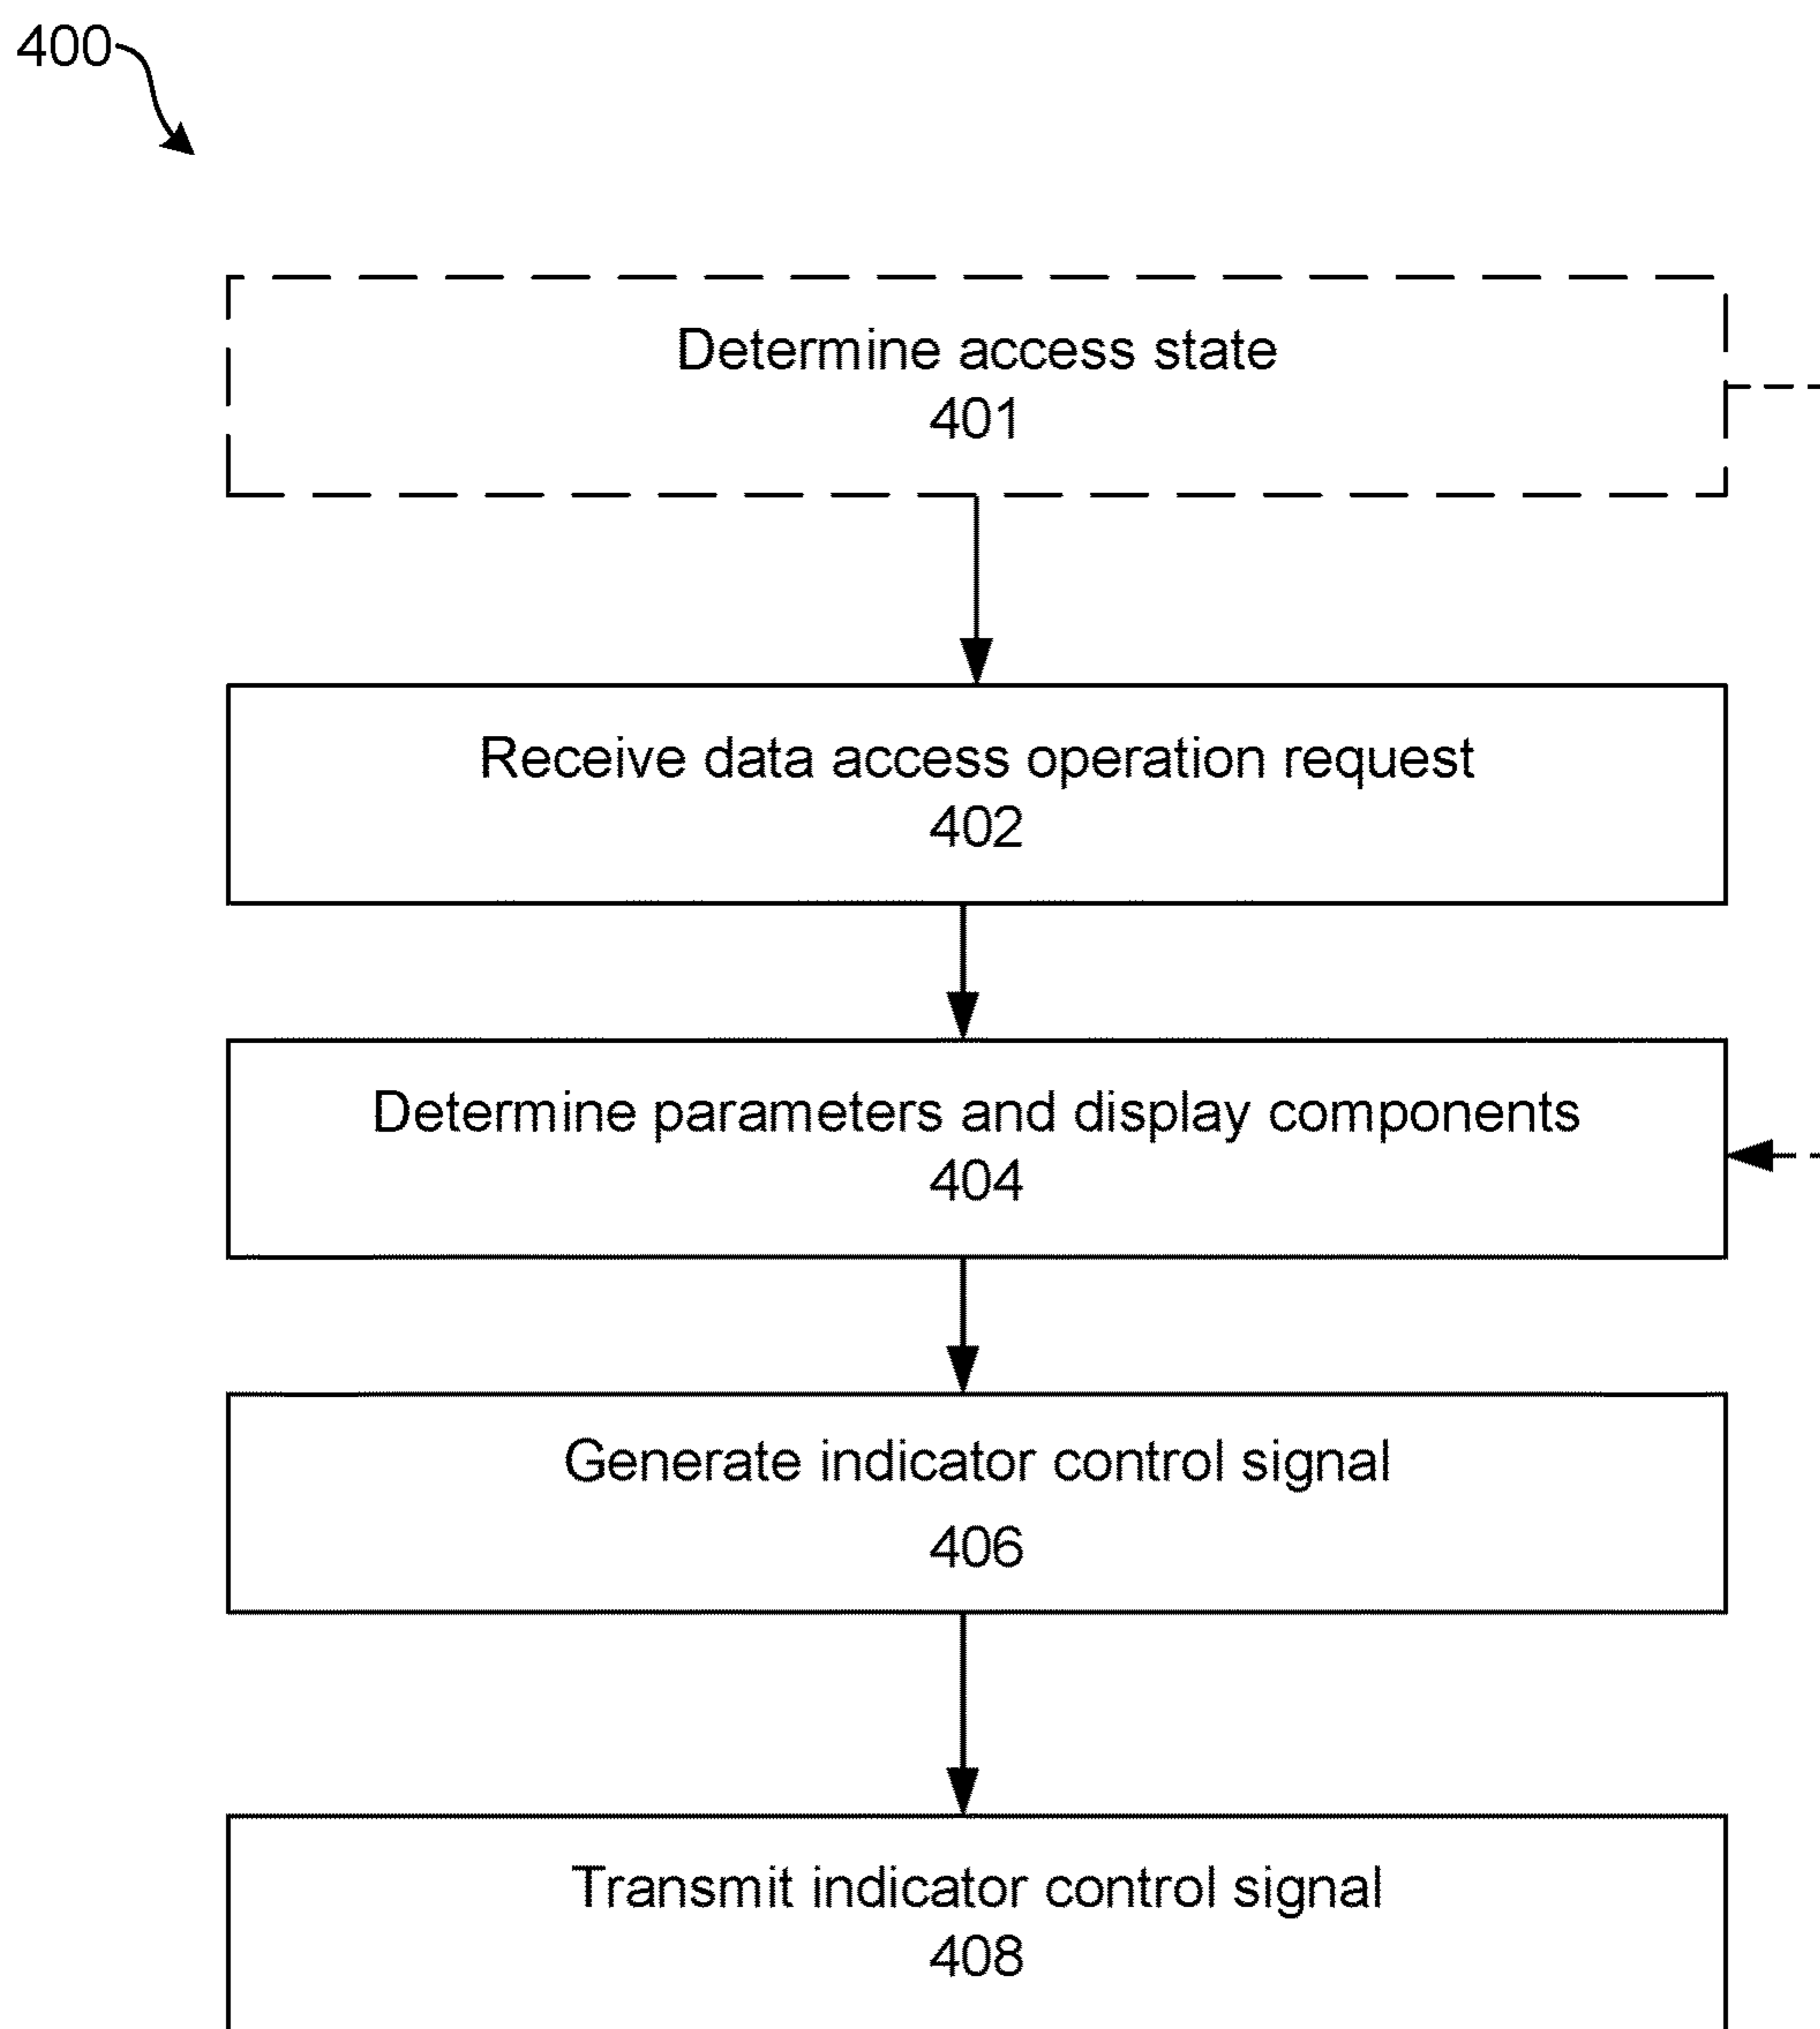 400
Determine access state
401
Receive data access operation request
402
Determine parameters and display components
404
Generate indicator control signal
406
Transmit indicator control signal
408